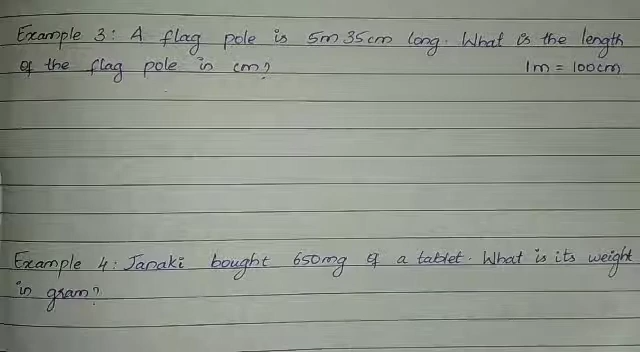 Example 3: A flag pole is 5m 35cm long. What is the length
of the flag pole in cm?
1m = 100cm
Example 4: Janaki bought 650mg of a tablet. What is its weight
in gram?